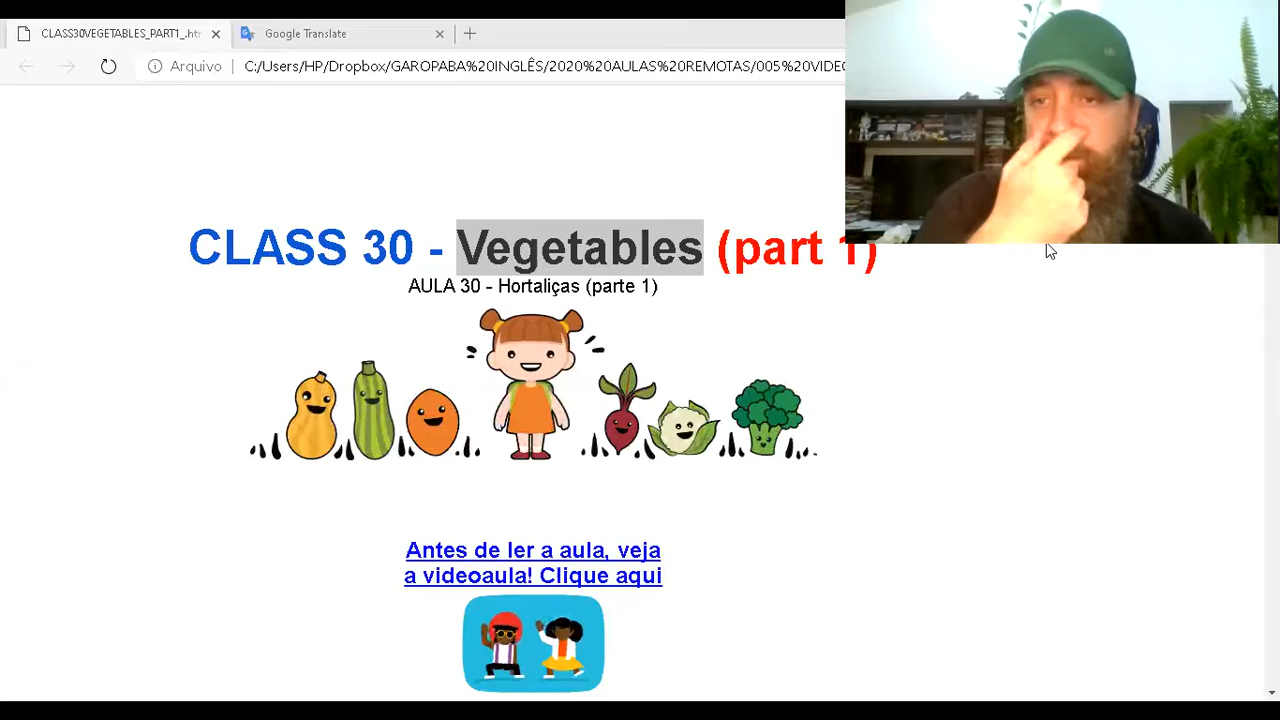 CLASS30VEGETABLES_PART1_.htr
Google Translate
Arquivo
C:/Users/HP/Dropbox/GAROPABA%20INGLÊS/2020%20AULAS%20REMOTAS/005%20VIDEO
CLASS 30 - Vegetables (part 1)
AULA 30 - Hortaliças (parte 1)
Antes de ler a aula, veja
a videoaula! Clique aqui